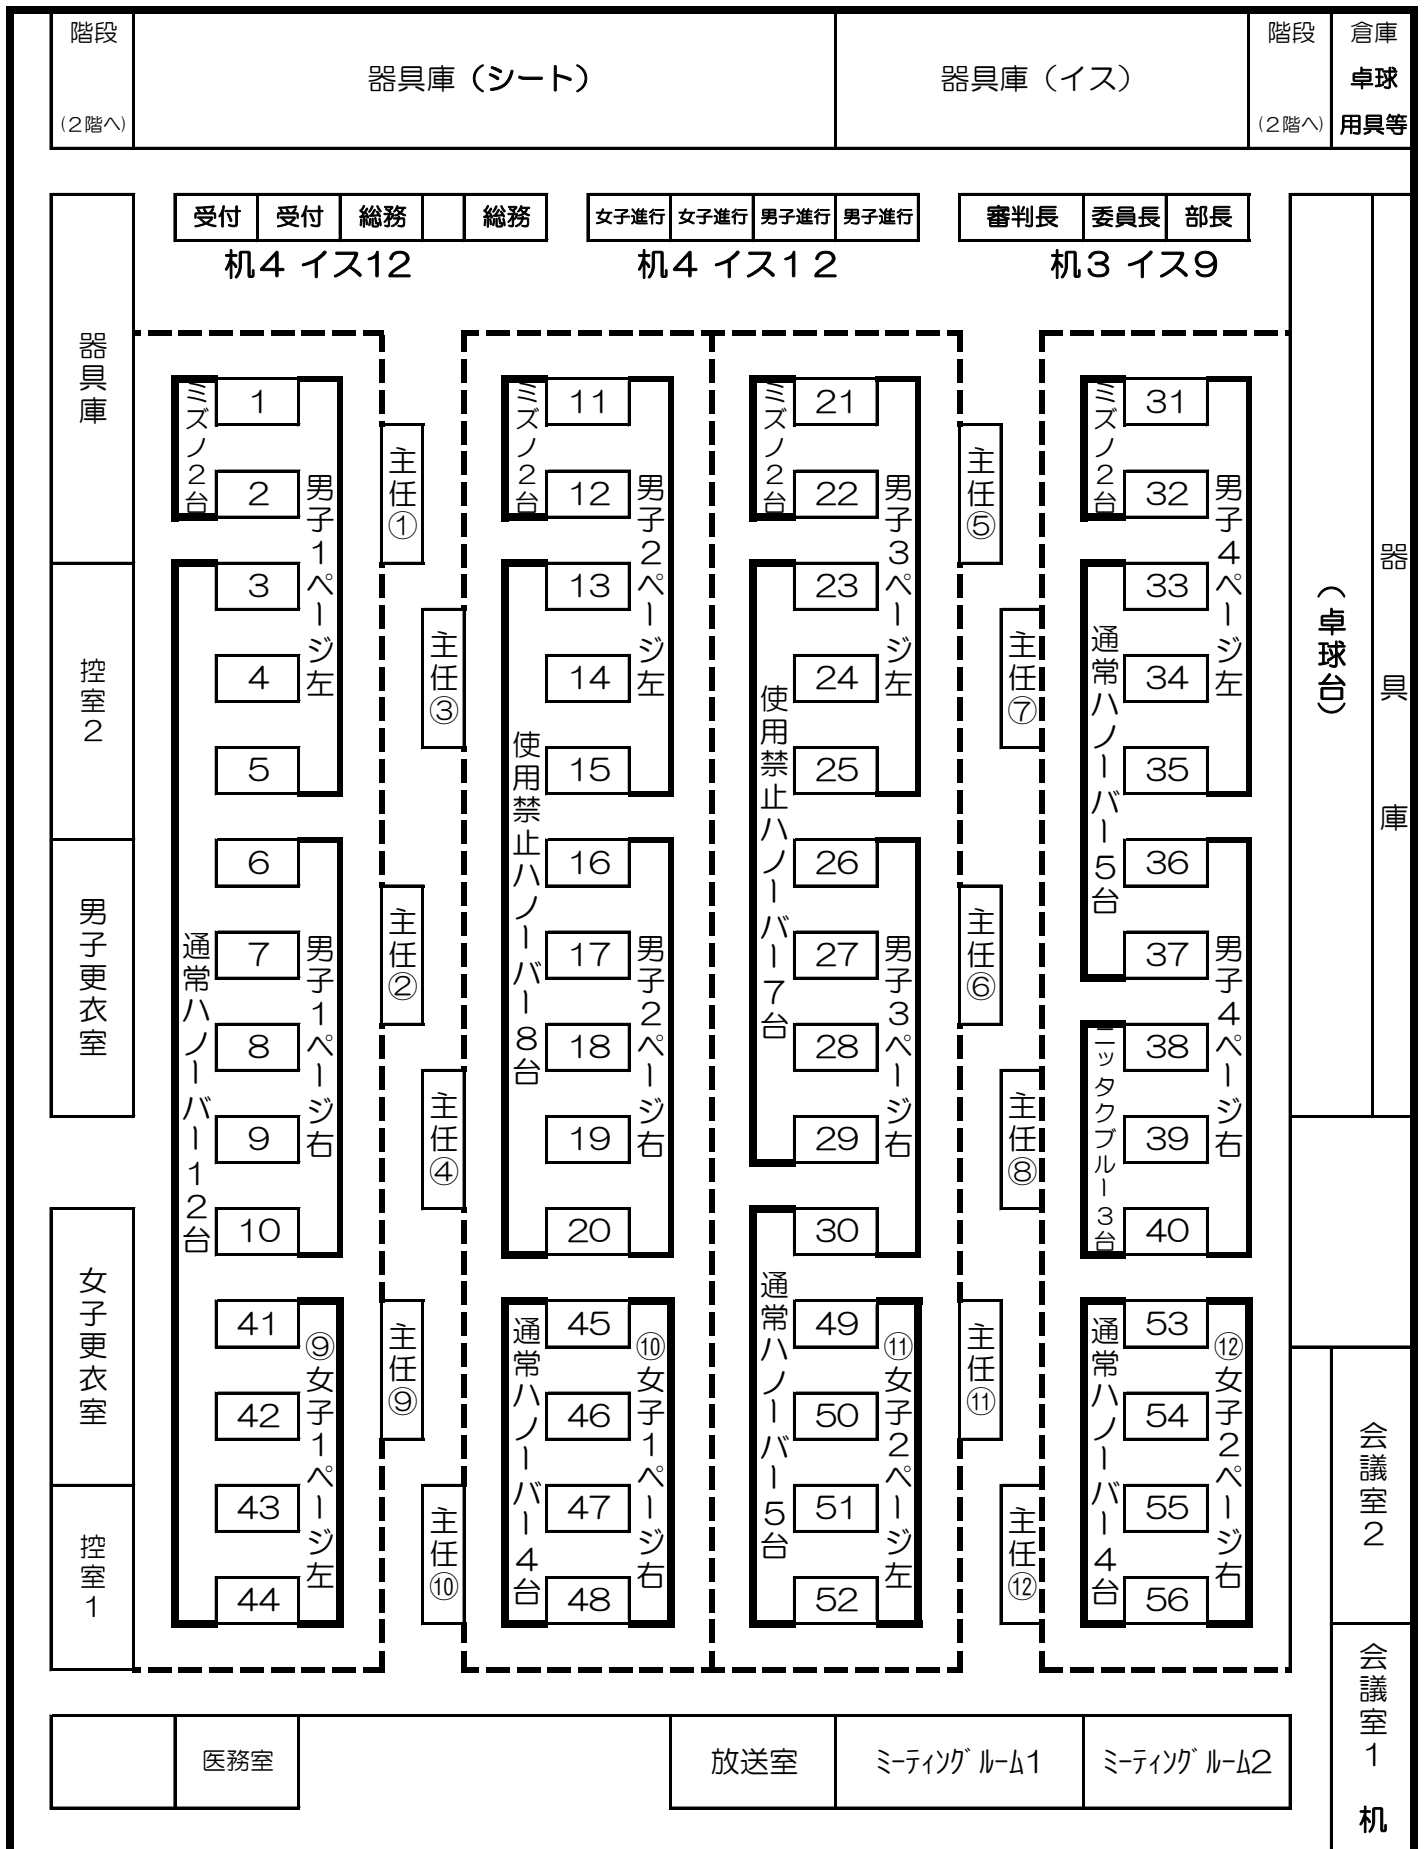 階段
(2階へ)
器具庫（シート）
器具庫（イス）
階段
(2階へ)
倉庫
卓球
用具等
受付
受付
総務
総務
机4 イス12
女子進行
女子進行
男子進行
男子進行
机4 イス12
審判長
委員長
部長
机3 イス9
器具庫
控室2
男子更衣室
女子更衣室
控室1
ミズノ2台
通常ハノーバー12台
1
2
3
4
5
6
7
8
9
10
41
42
43
44
男子1ページ左
男子1ページ右
⑨女子1ページ左
主任①
主任②
主任⑨
主任③
主任④
主任⑩
ミズノ2台
使用禁止ハノーバー8台
通常ハノーバー4台
11
12
13
14
15
16
17
18
19
20
45
46
47
48
男子2ページ左
男子2ページ右
⑩女子1ページ右
ミズノ2台
使用禁止ハノーバー7台
通常ハノーバー5台
21
22
23
24
25
26
27
28
29
30
49
50
51
52
男子3ページ左
男子3ページ右
⑪女子2ページ左
主任⑤
主任⑥
主任⑪
主任⑦
主任⑧
主任⑫
ミズノ2台
通常ハノーバー5台
ニッタクブルー3台
通常ハノーバー4台
31
32
33
34
35
36
37
38
39
40
53
54
55
56
男子4ページ左
男子4ページ右
⑫女子2ページ右
（卓球台）
器具庫
会議室2
会議室1 机
医務室
放送室
ﾐｰﾃｨﾝｸﾞﾙｰﾑ1
ﾐｰﾃｨﾝｸﾞﾙｰﾑ2